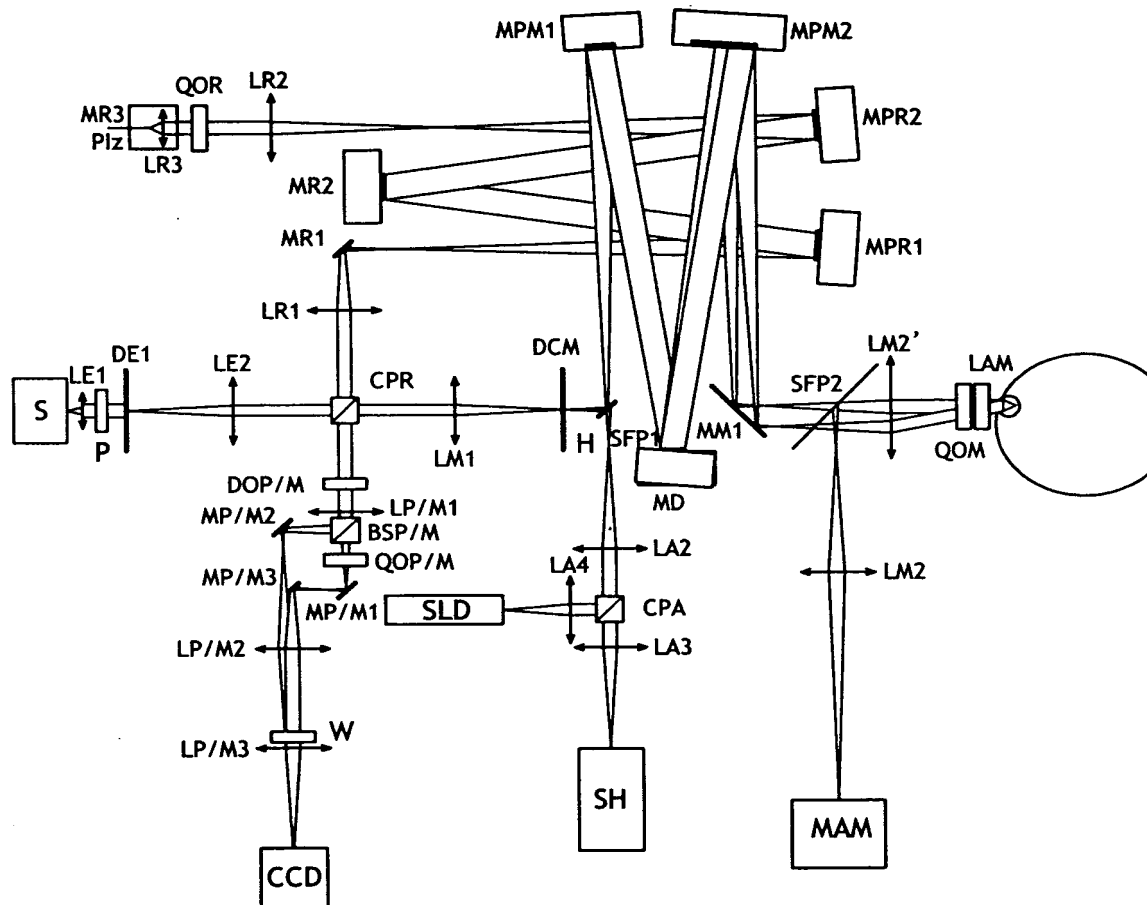 MPM1
MPM2
QOR
LR2
MR3
Piz
LR3
MPR2
MR2
MR1
MPR1
LR1
DE1
LE1
LE2
CPR
DCM
LM2'
LAM
S
P
LM1
H
SFP1
SFP2
MM1
QOM
MD
DOP/M
LP/M1
MP/M2
BSP/M
QOP/M
MP/M3
MP/M1
LA2
LA4
SLD
CPA
LM2
LA3
LP/M2
W
LP/M3
SH
MAM
CCD